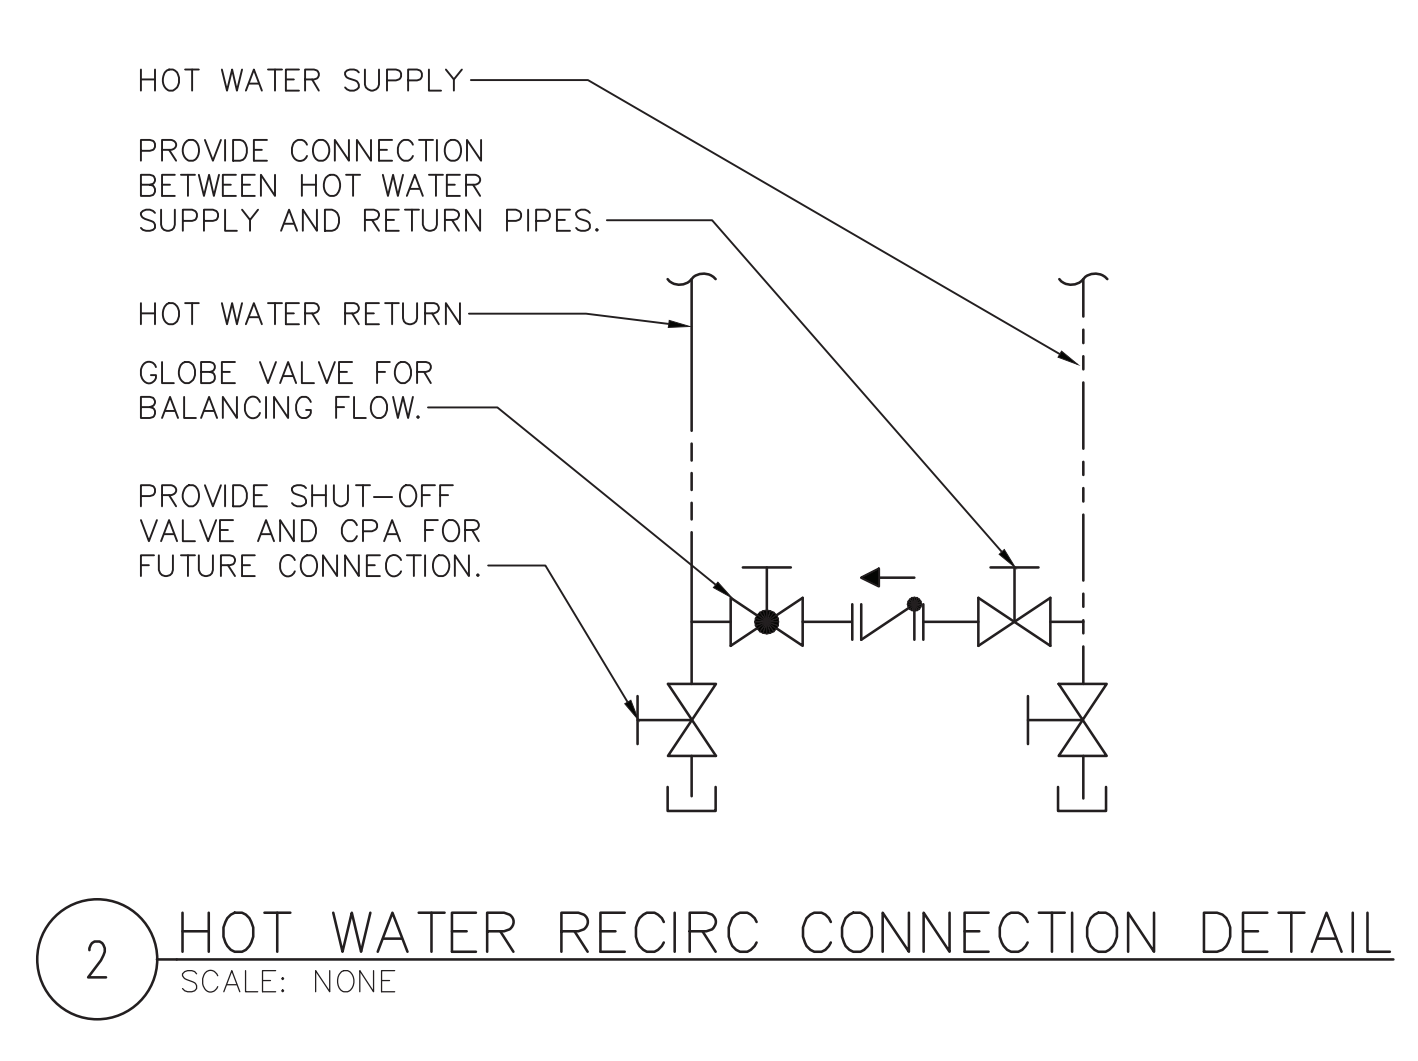 HOT WATER SUPPLY
PROVIDE CONNECTION
BETWEEN HOT WATER
SUPPLY AND RETURN PIPES.
HOT WATER RETURN
GLOBE VALVE FOR
BALANCING FLOW.
PROVIDE SHUT-OFF
VALVE AND CPA FOR
FUTURE CONNECTION.
2
HOT WATER RECIRC CONNECTION DETAIL
SCALE: NONE